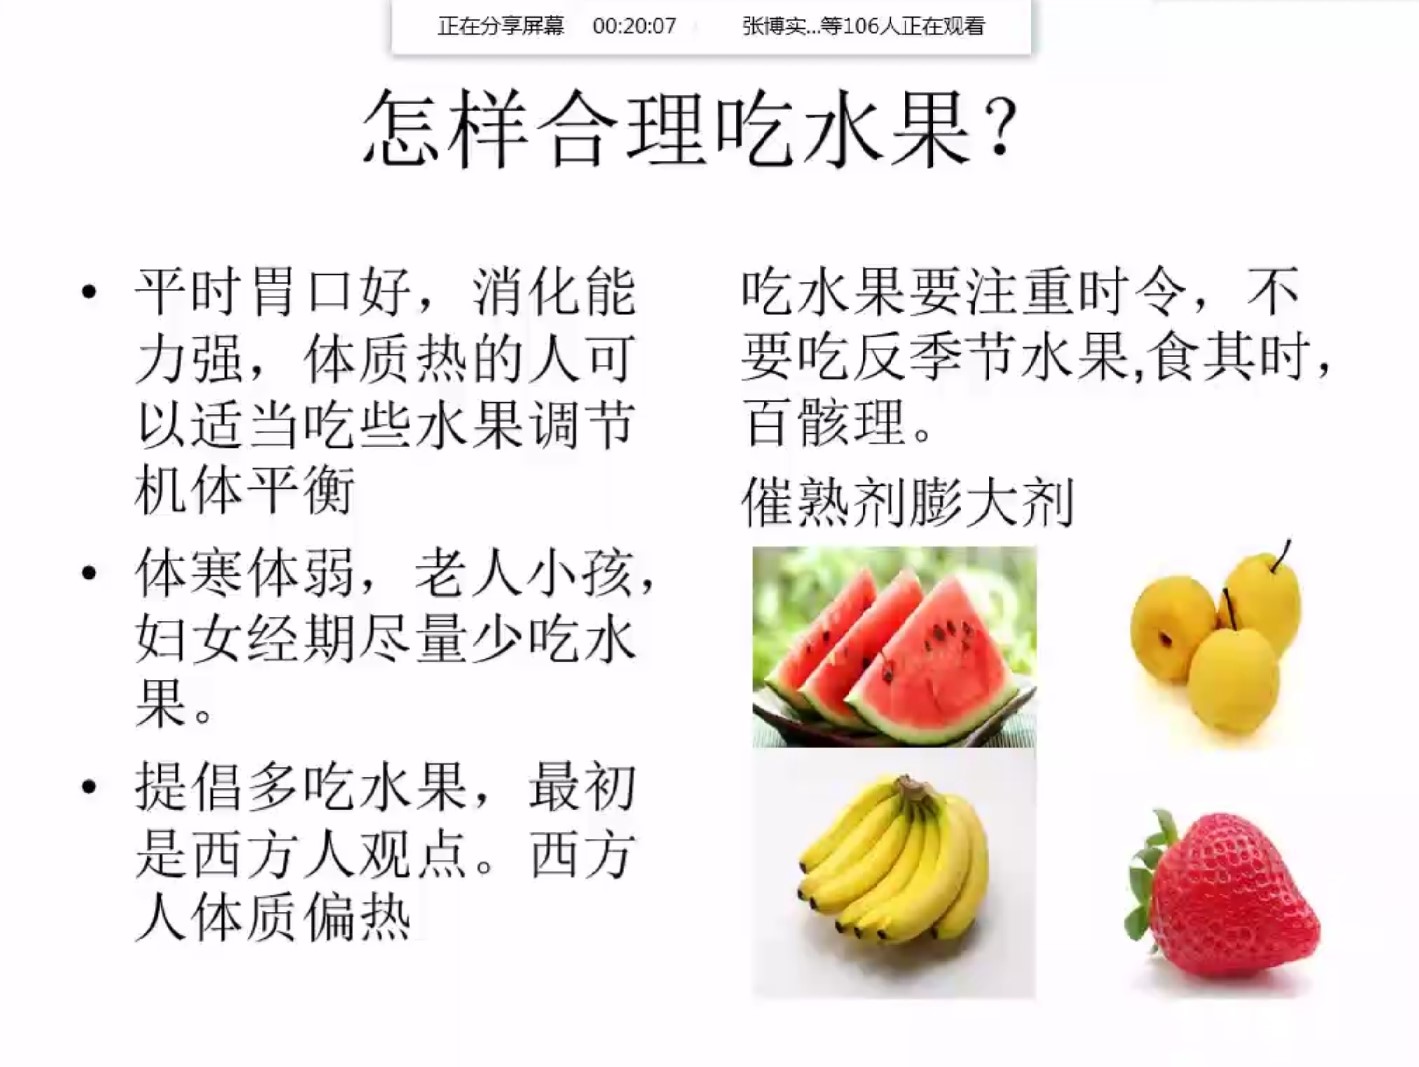 正在分享屏幕 00:20:07 张博实...等106人正在观看
怎样合理吃水果？
• 平时胃口好，消化能
力强，体质热的人可
以适当吃些水果调节
机体平衡
• 体寒体弱，老人小孩，
妇女经期尽量少吃水
果。
• 提倡多吃水果，最初
是西方人观点。西方
人体质偏热
吃水果要注重时令，不
要吃反季节水果,食其时，
百骸理。
催熟剂膨大剂